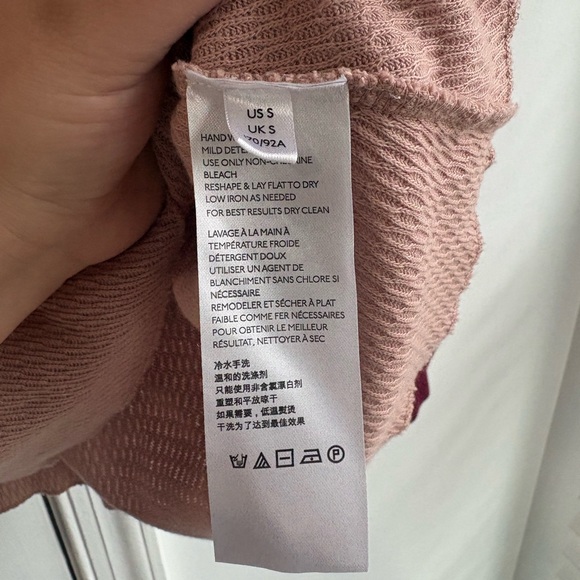 US S
UK S
70/92A
HAND W
MILD DETE
USE ONLY NON-C INE
BLEACH
RESHAPE & LAY FLAT TO DRY
LOW IRON AS NEEDED
FOR BEST RESULTS DRY CLEAN
LAVAGE À LA MAIN À
TEMPÉRATURE FROIDE
DÉTERGENT DOUX
UTILISER UN AGENT DE
BLANCHIMENT SANS CHLORE SI
NÉCESSAIRE
REMODELER ET SÉCHER À PLAT
FAIBLE COMME FER NÉCESSAIRES
POUR OBTENIR LE MEILLEUR
RÉSULTAT, NETTOYER À SEC
冷水手洗
温和的洗涤剂
只能使用非含氯漂白剂
重塑和平放晾干
如果需要，低温熨烫
干洗为了达到最佳效果
P